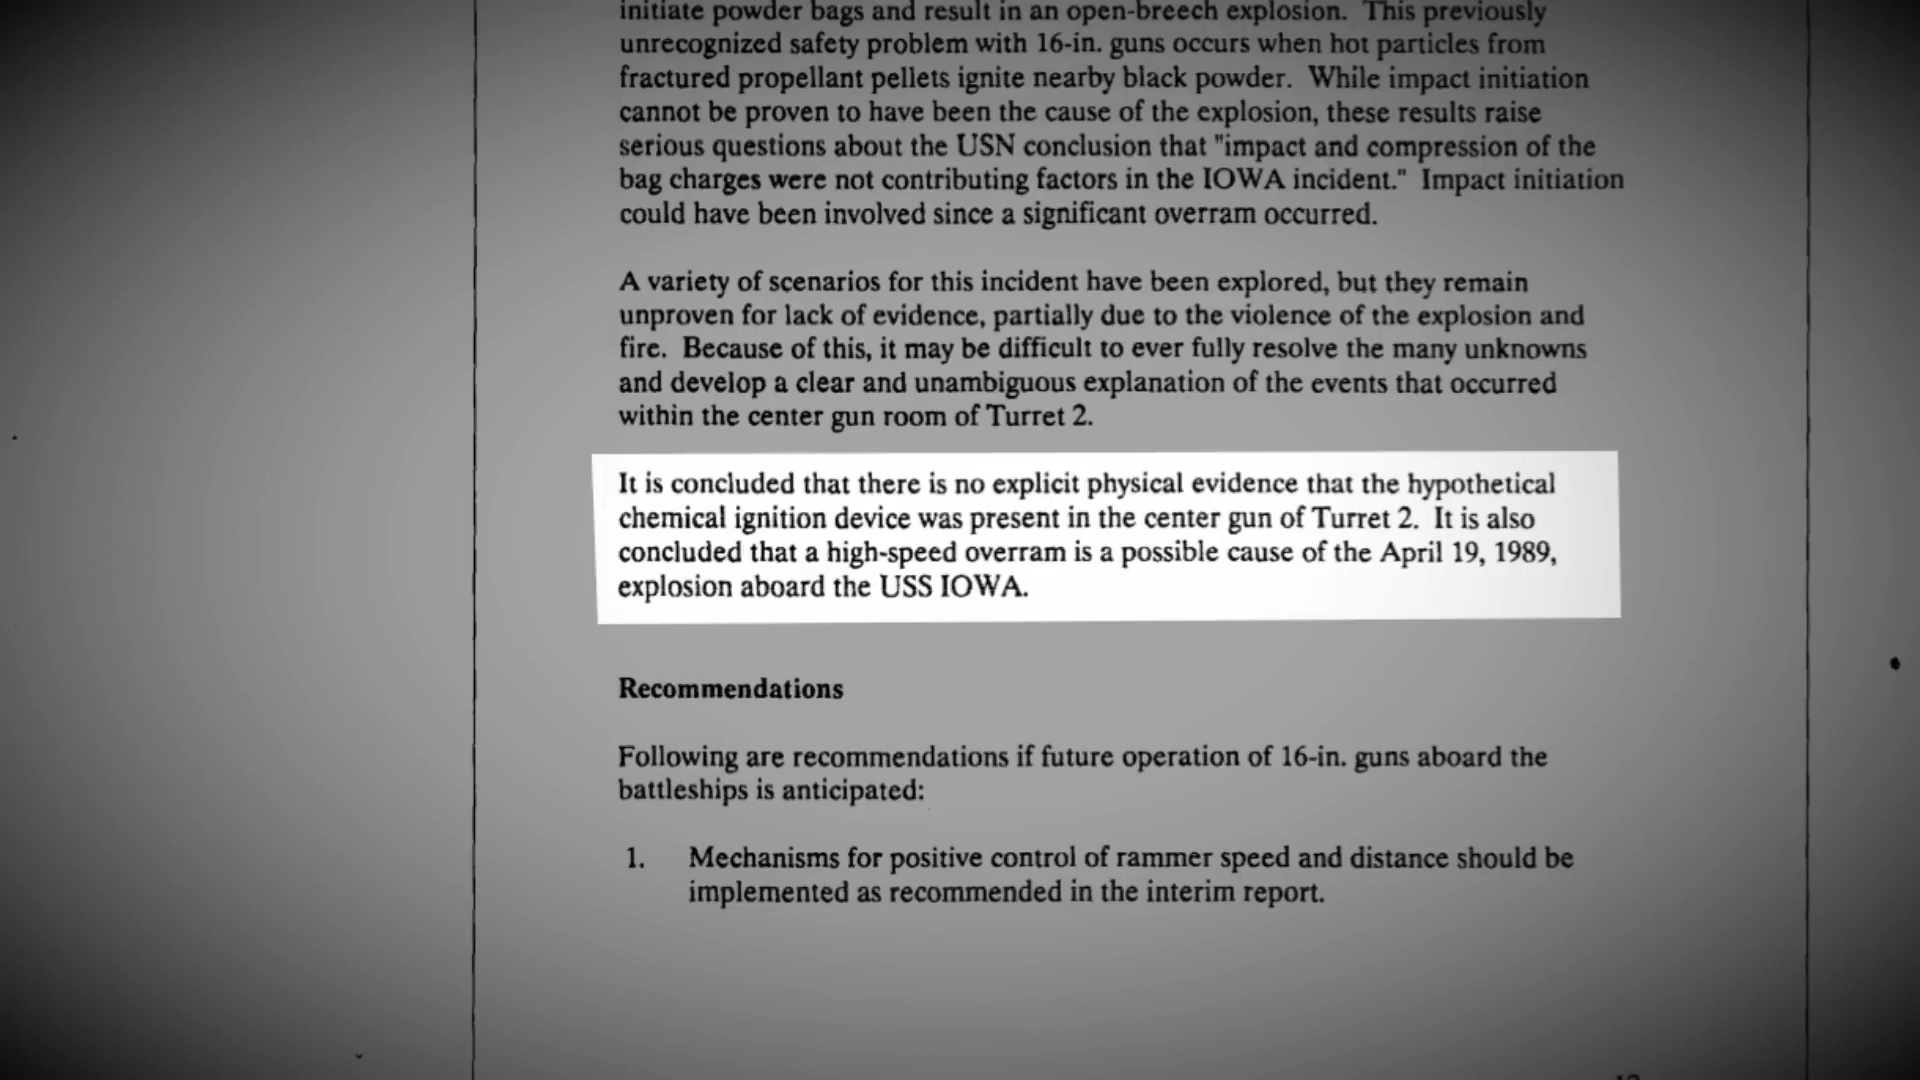 initiate powder bags and result in an open-breech explosion. This previously
unrecognized safety problem with 16-in. guns occurs when hot particles from
fractured propellant pellets ignite nearby black powder. While impact initiation
cannot be proven to have been the cause of the explosion, these results raise
serious questions about the USN conclusion that "impact and compression of the
bag charges were not contributing factors in the IOWA incident." Impact initiation
could have been involved since a significant overram occurred.
A variety of scenarios for this incident have been explored, but they remain
unproven for lack of evidence, partially due to the violence of the explosion and
fire. Because of this, it may be difficult to ever fully resolve the many unknowns
and develop a clear and unambiguous explanation of the events that occurred
within the center gun room of Turret 2.
It is concluded that there is no explicit physical evidence that the hypothetical
chemical ignition device was present in the center gun of Turret 2. It is also
concluded that a high-speed overram is a possible cause of the April 19, 1989,
explosion aboard the USS IOWA.
Recommendations
Following are recommendations if future operation of 16-in. guns aboard the
battleships is anticipated:
1. Mechanisms for positive control of rammer speed and distance should be
implemented as recommended in the interim report.